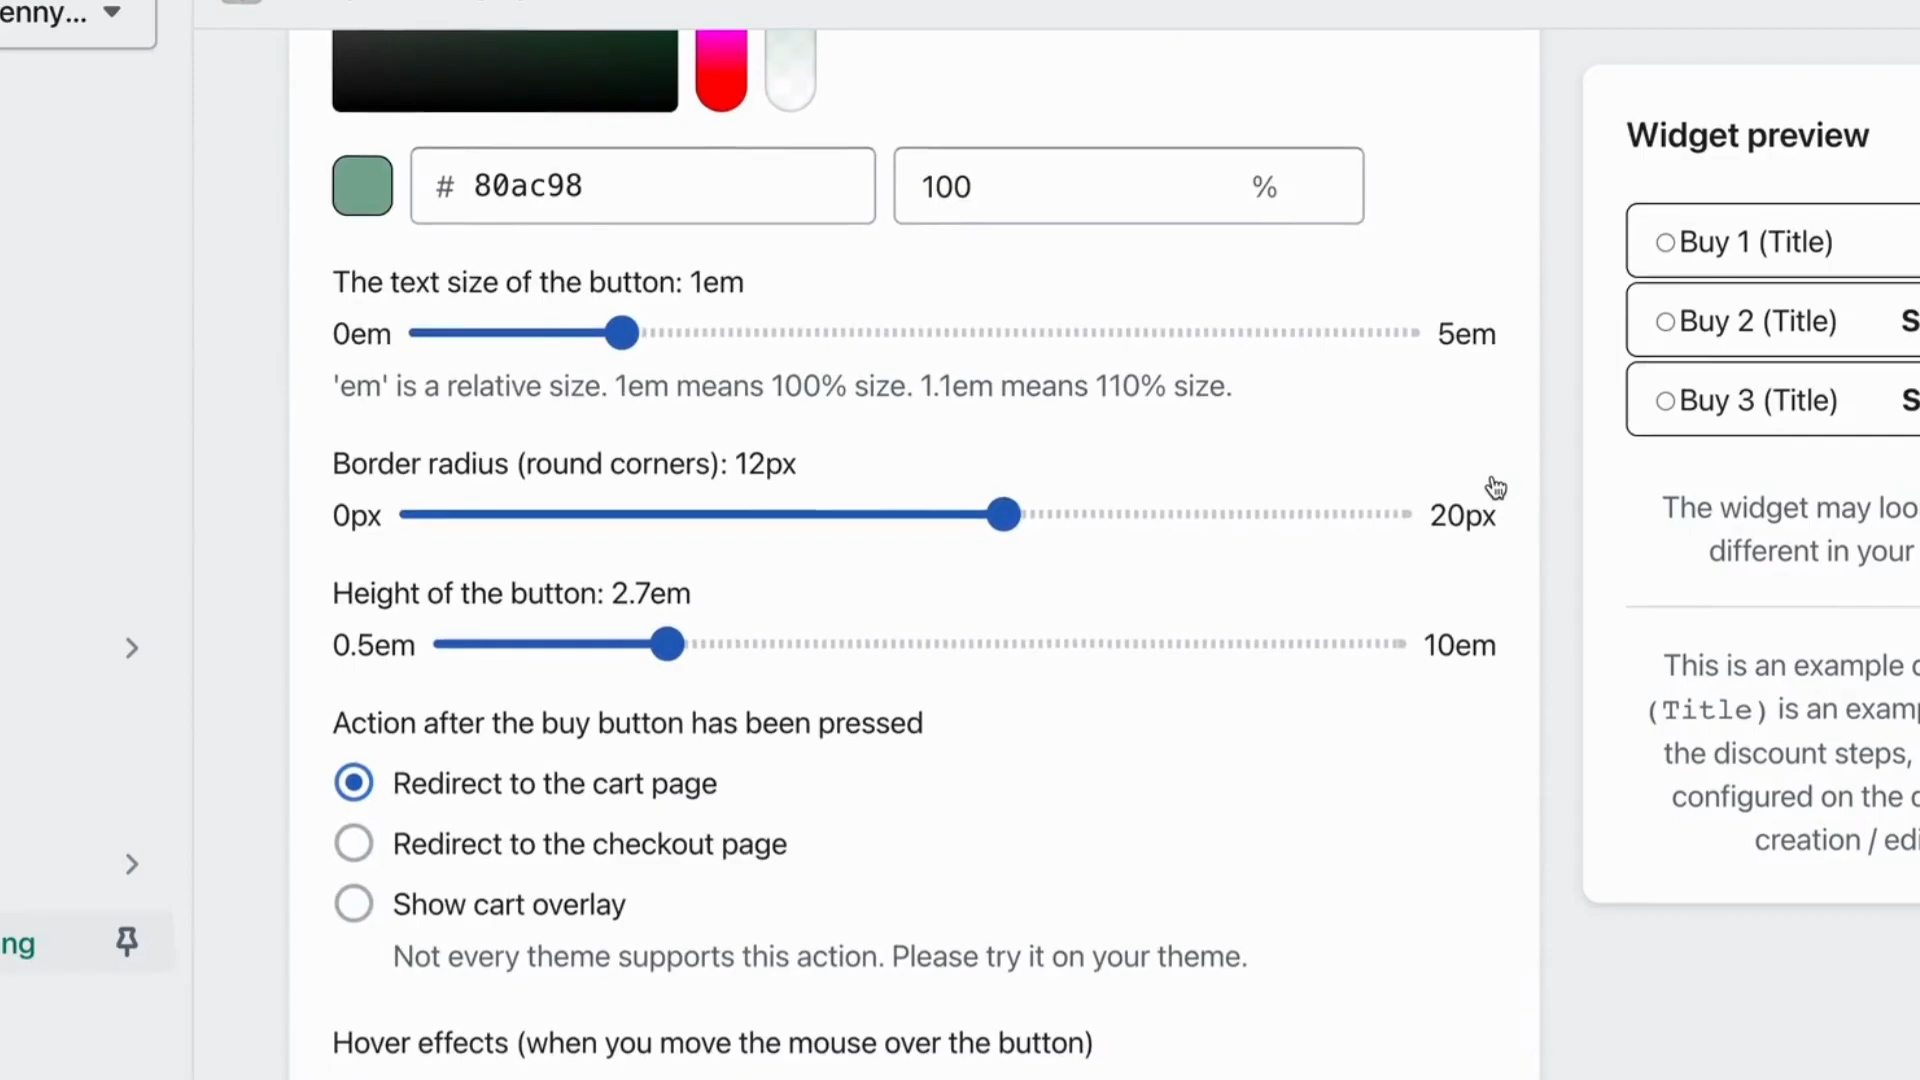 enny...
# 80ac98
100 %
The text size of the button: 1em
0em
5em
'em' is a relative size. 1em means 100% size. 1.1em means 110% size.
Border radius (round corners): 12px
0px
20px
Height of the button: 2.7em
0.5em
10em
Action after the buy button has been pressed
Redirect to the cart page
Redirect to the checkout page
Show cart overlay
Not every theme supports this action. Please try it on your theme.
Hover effects (when you move the mouse over the button)
ng
Widget preview
Buy 1 (Title)
Buy 2 (Title) S
Buy 3 (Title) S
The widget may loo
different in your
This is an example
(Title) is an examp
the discount steps,
configured on the
creation / edi